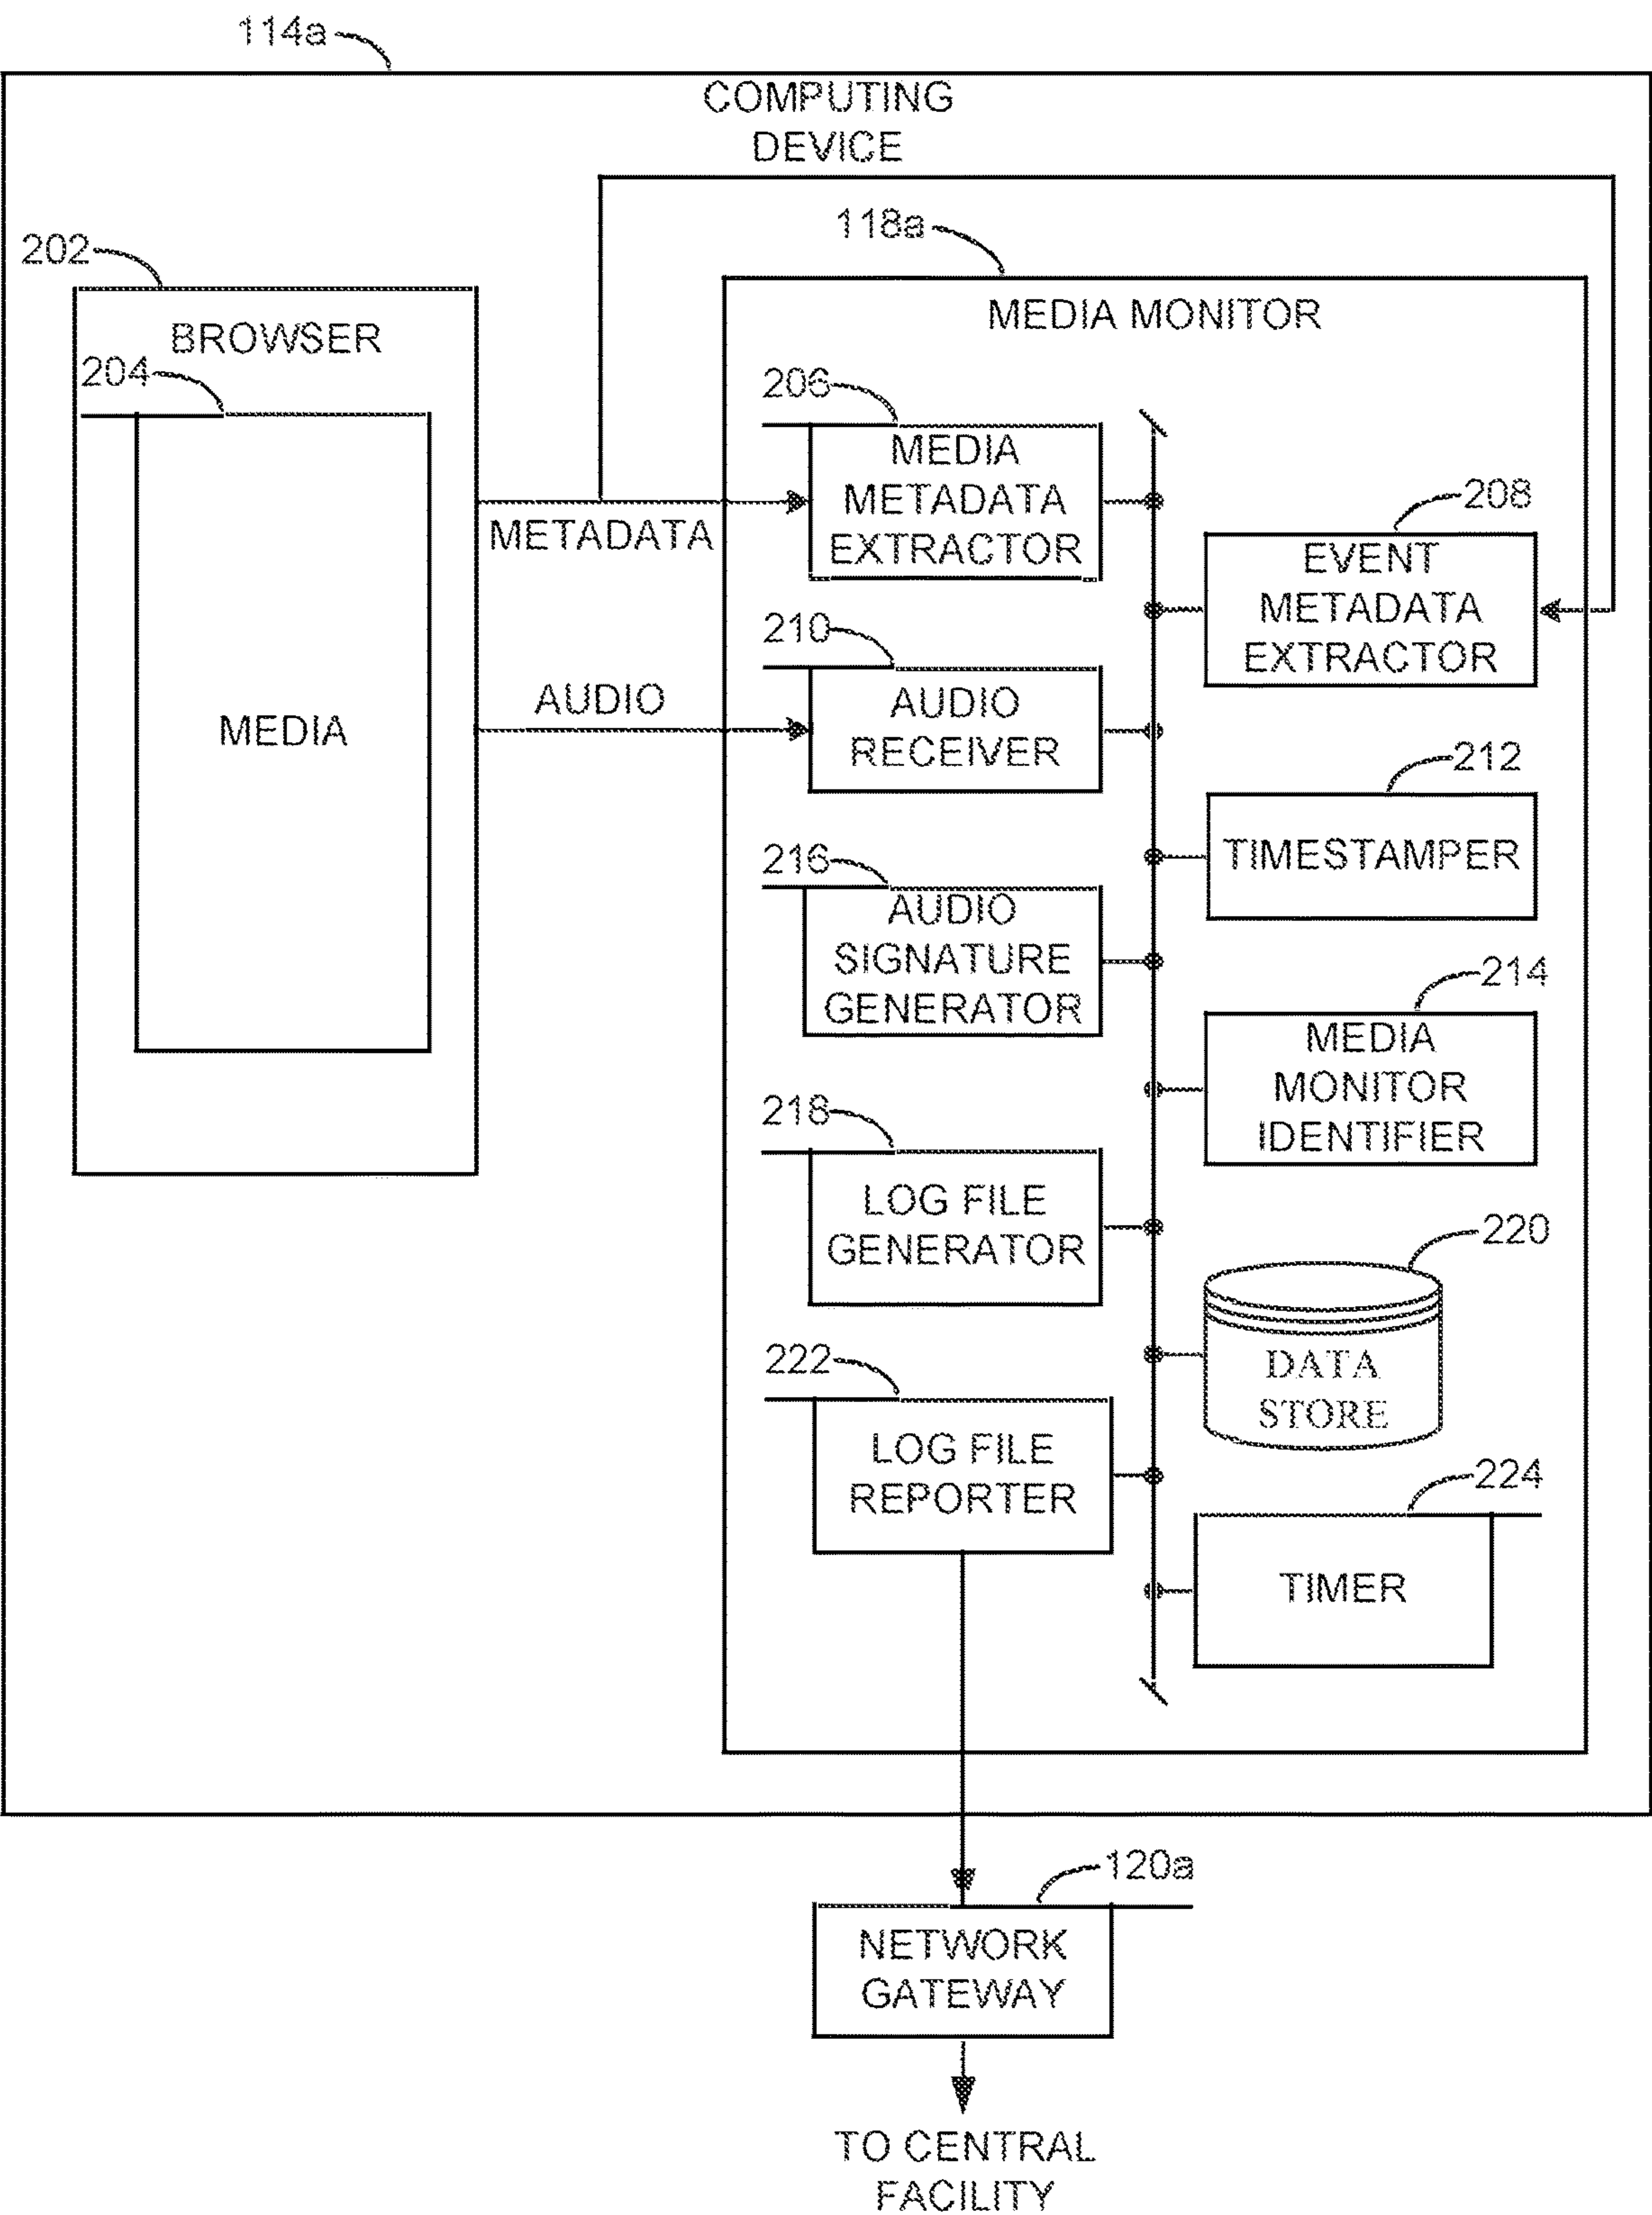 114a
COMPUTING
DEVICE
118a
202
MEDIA MONITOR
BROWSER
204
206
MEDIA
METADATA
EXTRACTOR
METADATA
208
EVENT
METADATA
EXTRACTOR
210
AUDIO
AUDIO
RECEIVER
MEDIA
212
TIMESTAMPER
216
AUDIO
SIGNATURE
GENERATOR
214
MEDIA
MONITOR
IDENTIFIER
218
LOG FILE
GENERATOR
220
DATA
STORE
222
LOG FILE
REPORTER
224
TIMER
120a
NETWORK
GATEWAY
TO CENTRAL
FACILITY